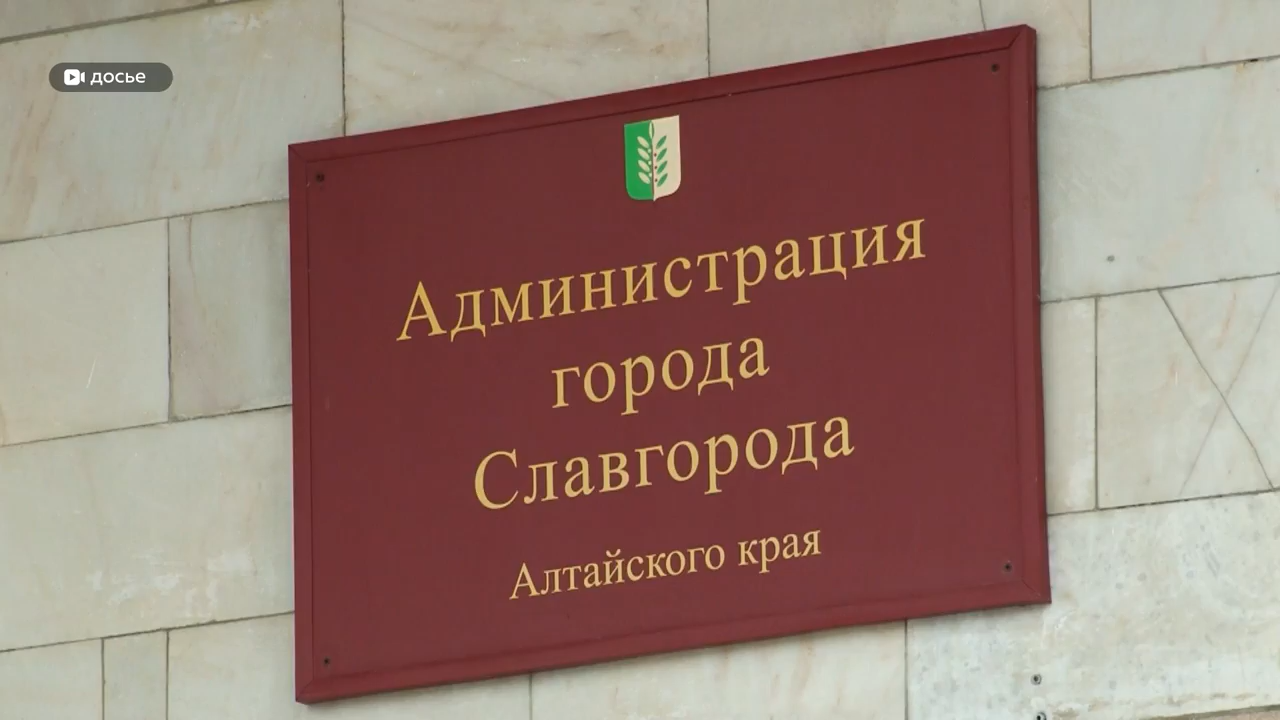 досье
Администрация
города
Славгорода
Алтайского края